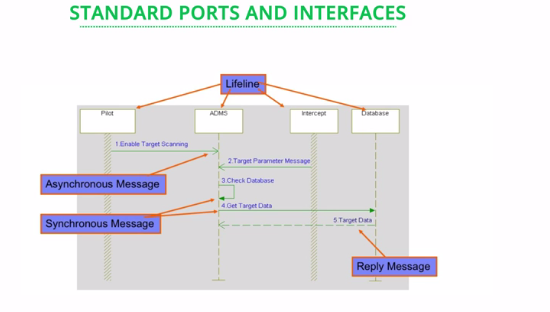 STANDARD PORTS AND INTERFACES
Lifeline
Pilot
ADMS
Intercept
Database
1.Enable Target Scanning
2.Target Parameter Message
3.Check Database
4.Get Target Data
5.Target Data
Asynchronous Message
Synchronous Message
Reply Message